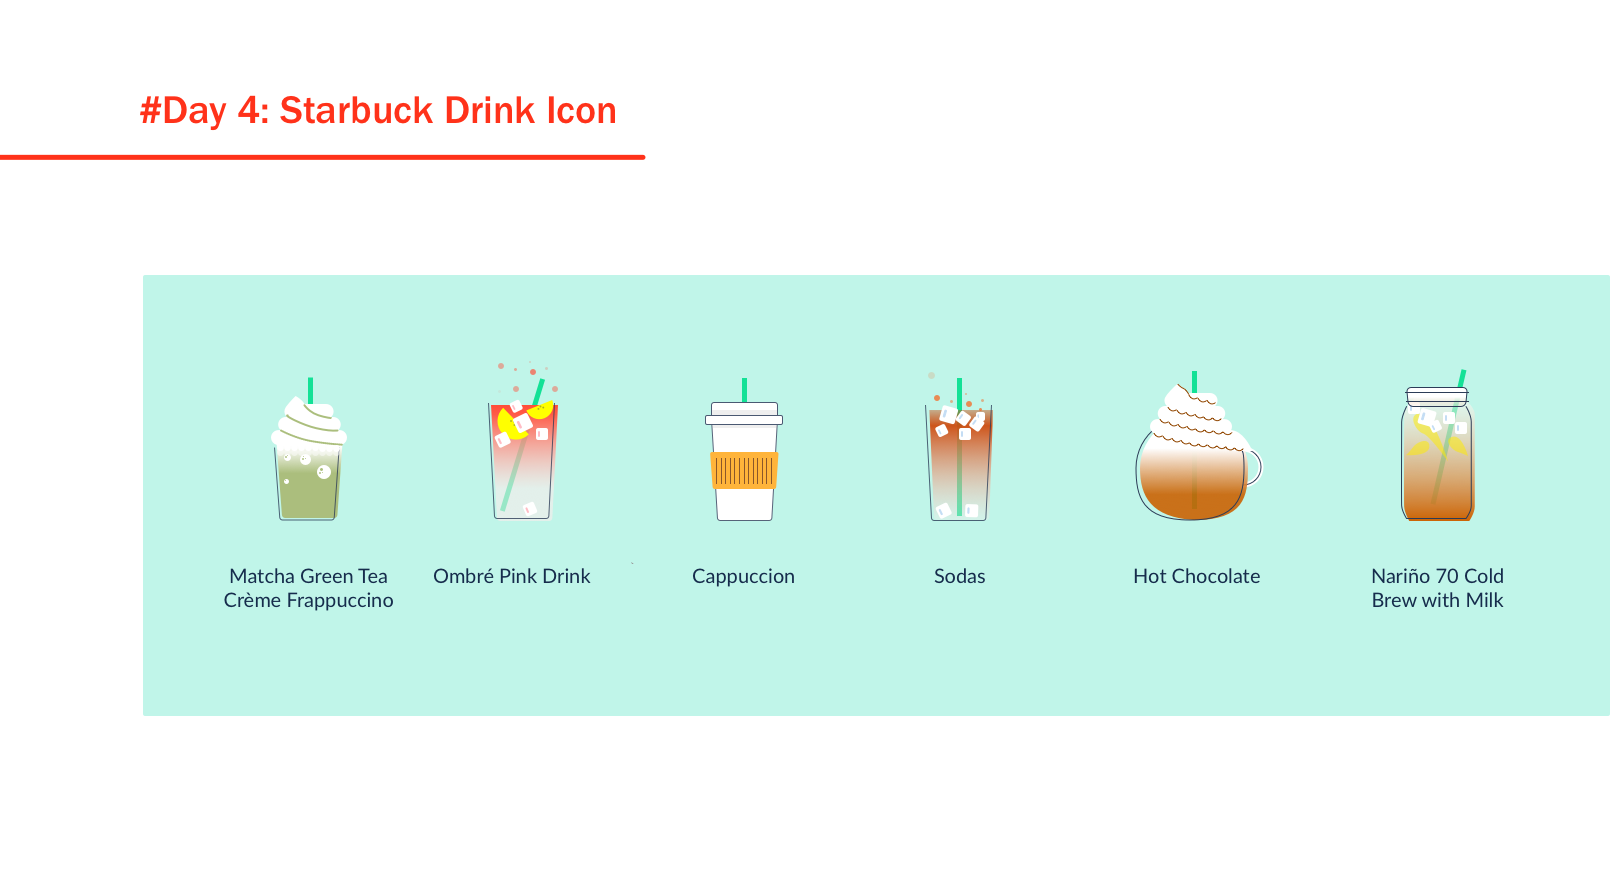 #Day 4: Starbuck Drink Icon
Matcha Green Tea
Crème Frappuccino
Ombré Pink Drink
Cappuccion
Sodas
Hot Chocolate
Nariño 70 Cold
Brew with Milk